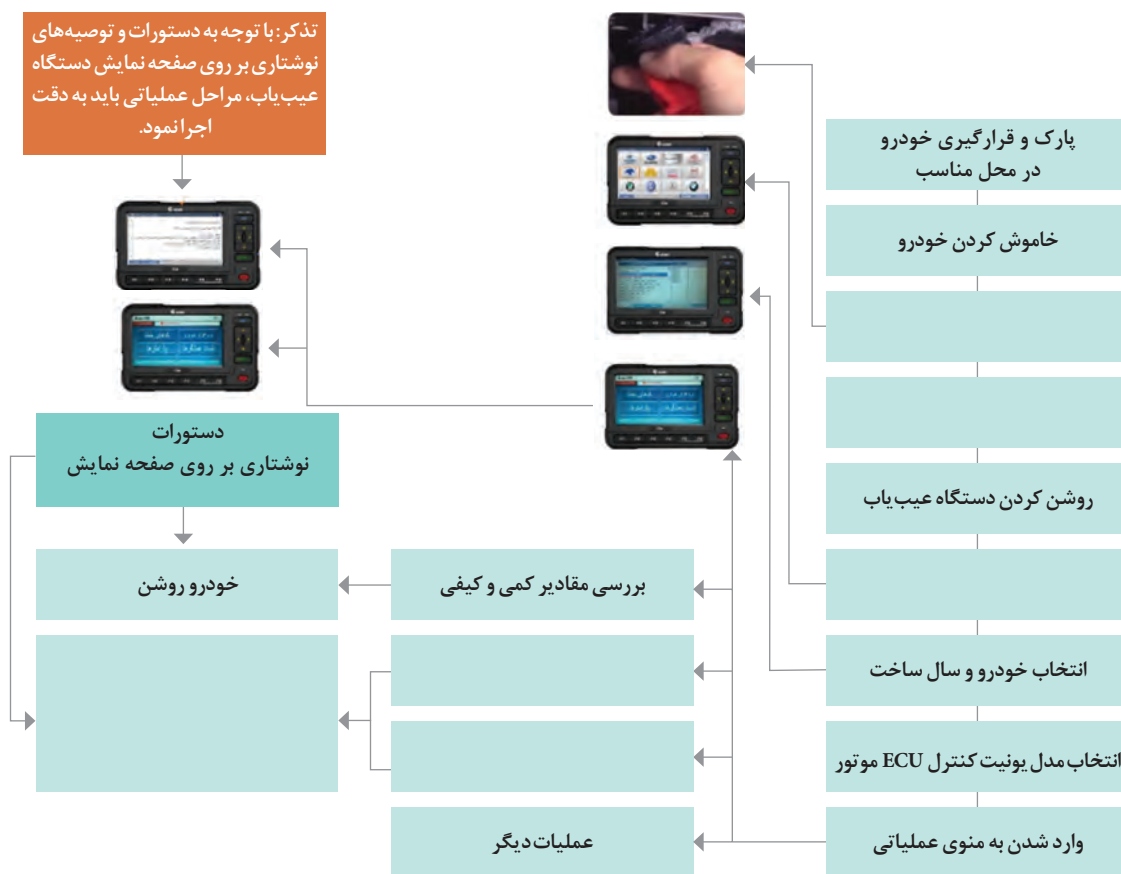 تذکر: با توجه به دستورات و توصیه‌های
نوشتاری بر روی صفحه نمایش دستگاه
عیب‌یاب، مراحل عملیاتی باید به دقت
اجرا نمود.
پارک و قرارگیری خودرو
در محل مناسب
خاموش کردن خودرو
روشن کردن دستگاه عیب‌یاب
انتخاب خودرو و سال ساخت
انتخاب مدل یونیت کنترل ECU موتور
وارد شدن به منوی عملیاتی
بررسی مقادیر کمی و کیفی
عملیات دیگر
دستورات
نوشتاری بر روی صفحه نمایش
خودرو روشن